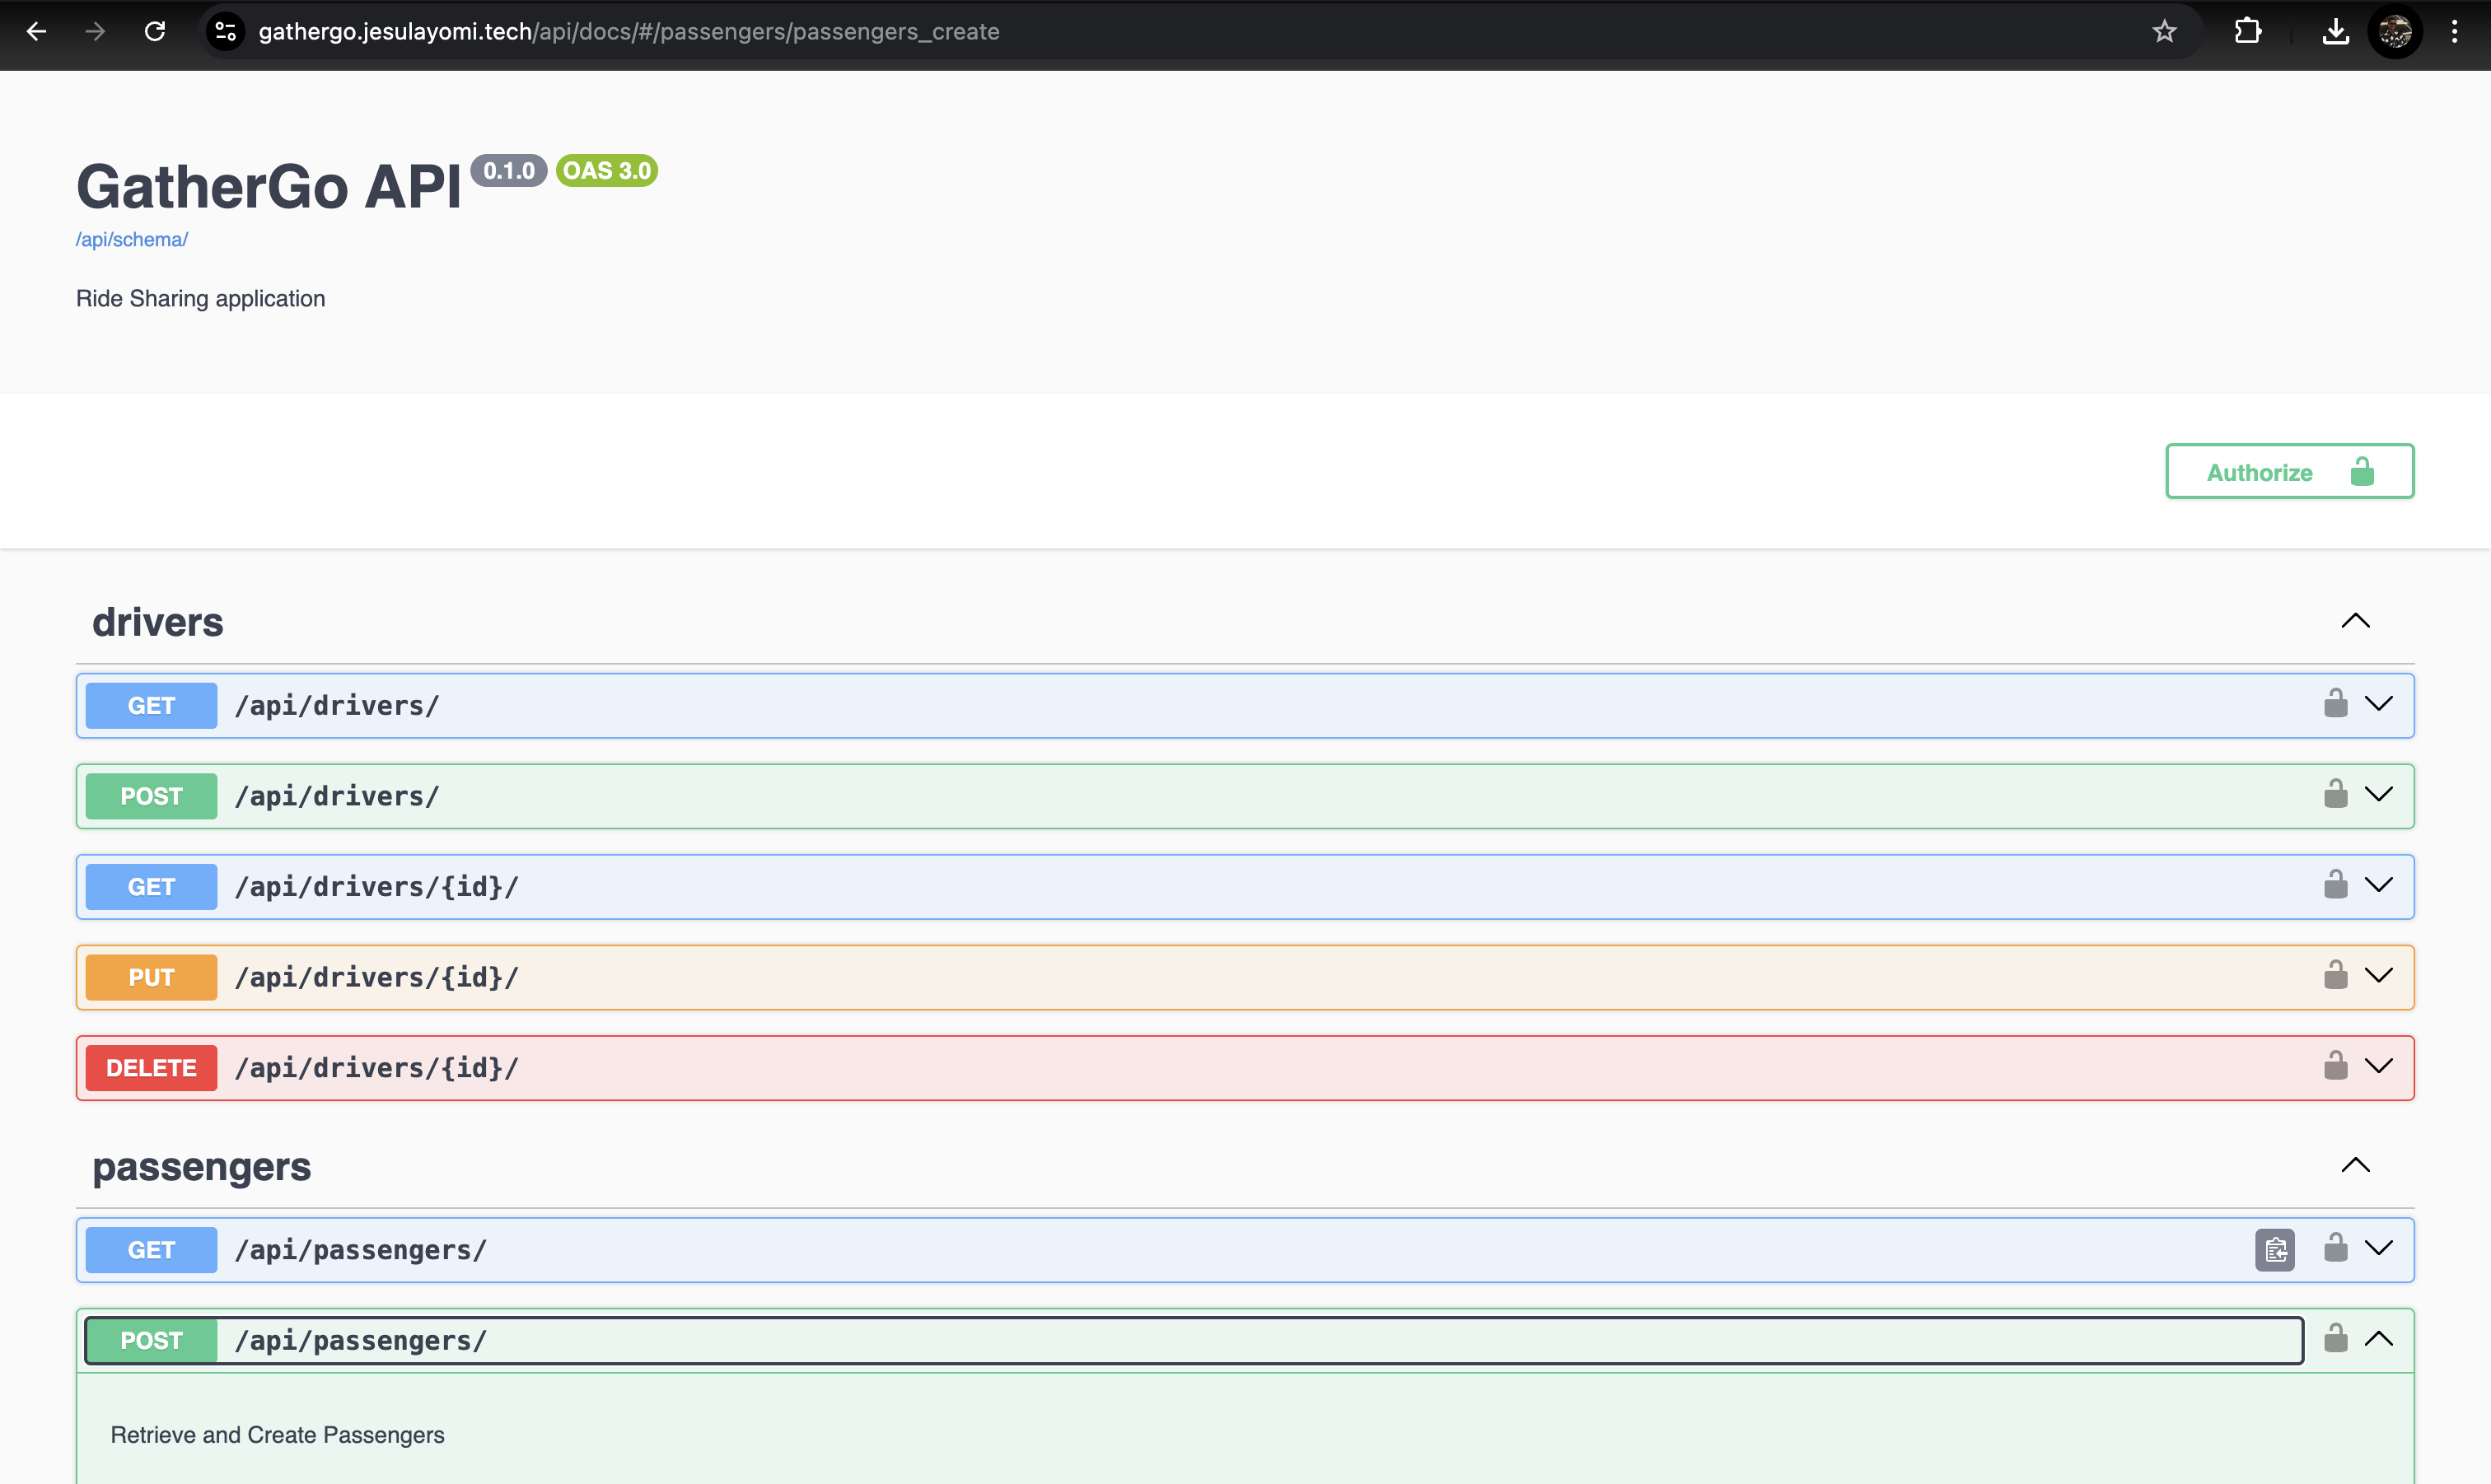 gathergo.jesulayomi.tech/api/docs/#/passengers/passengers_create
GatherGo API 0.1.0 OAS 3.0
/api/schema/
Ride Sharing application
Authorize
drivers
GET /api/drivers/
POST /api/drivers/
GET /api/drivers/{id}/
PUT /api/drivers/{id}/
DELETE /api/drivers/{id}/
passengers
GET /api/passengers/
POST /api/passengers/
Retrieve and Create Passengers